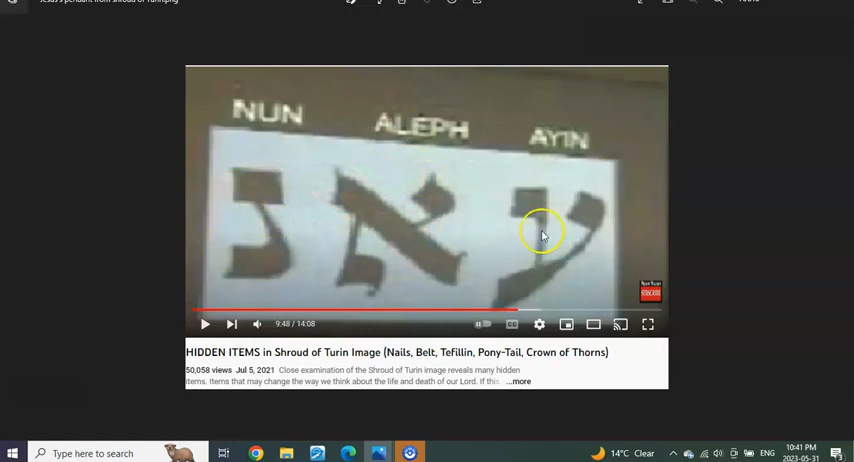 NUN ALEPH AYIN
נ א ע
9:48 / 14:08
HIDDEN ITEMS in Shroud of Turin Image (Nails, Belt, Tefillin, Pony-Tail, Crown of Thorns)
50,058 views Jul 5, 2021 Close examination of the Shroud of Turin image reveals many hidden
items. Items that may change the way we think about the life and death of our Lord. If this ...more
Type here to search
14°C Clear
ENG
10:41 PM
2023-05-31